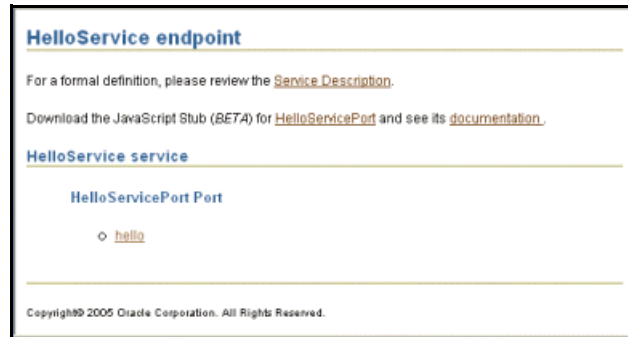 HelloService endpoint
For a formal definition, please review the Service Description.
Download the JavaScript Stub (BETA) for HelloServicePort and see its documentation .
HelloService service
HelloServicePort Port
hello
Copyright© 2005 Oracle Corporation. All Rights Reserved.